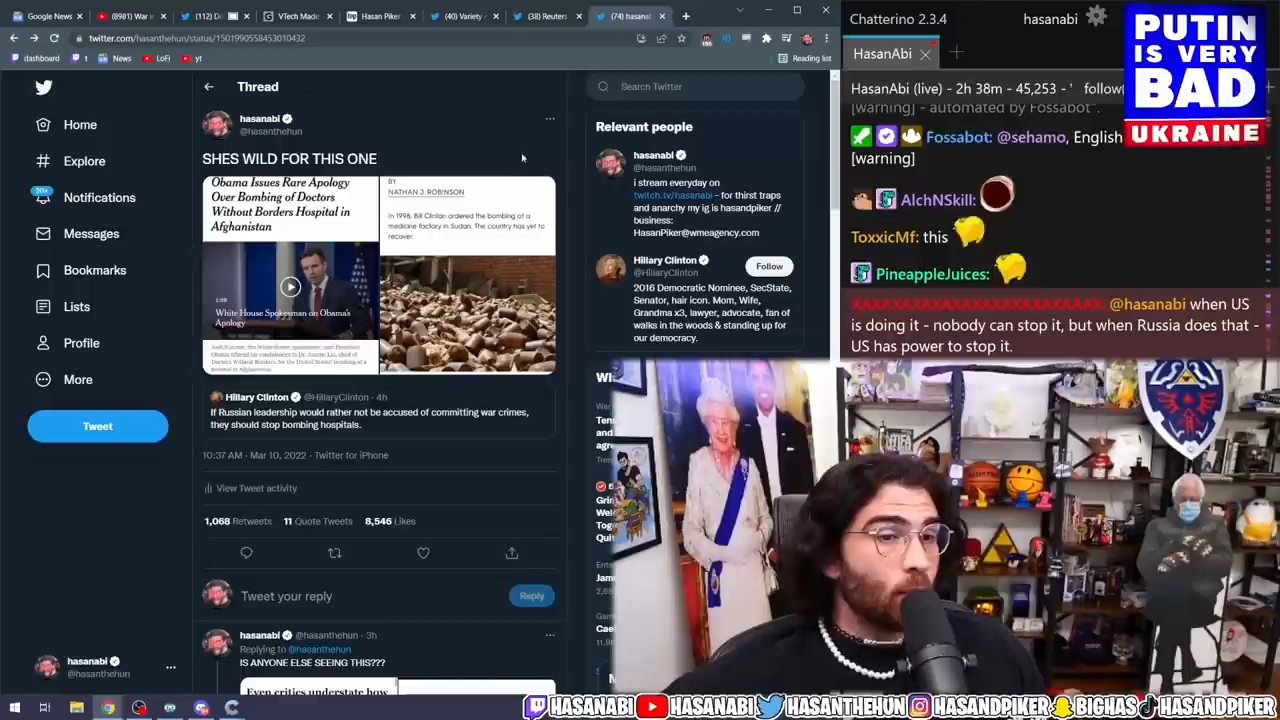 Google News
(8981) War i
(112) Do
VTech Made
Hasan Piker
(40) Variety
(38) Reuters
(74) hasanal
twitter.com/hasanthehun/status/1501990558453010432
dashboard
t
News
LoFi
yt
Reading list
Home
Explore
20+
Notifications
Messages
Bookmarks
Lists
Profile
More
Tweet
hasanabi
@hasanthehun
Thread
hasanabi
@hasanthehun
SHES WILD FOR THIS ONE
Obama Issues Rare Apology
Over Bombing of Doctors
Without Borders Hospital in
Afghanistan
1:09
White House Spokesman on Obama's
Apology
BY
NATHAN J. ROBINSON
In 1998, Bill Clinton ordered the bombing of a
medicine factory in Sudan. The country has yet to
recover
Hillary Clinton @HillaryClinton · 4h
If Russian leadership would rather not be accused of committing war crimes,
they should stop bombing hospitals.
10:37 AM · Mar 10, 2022 · Twitter for iPhone
View Tweet activity
1,068 Retweets 11 Quote Tweets 8,546 Likes
Tweet your reply
Reply
hasanabi @hasanthehun · 3h
Replying to @hasanthehun
IS ANYONE ELSE SEEING THIS???
Even critics understate how
Search Twitter
Relevant people
hasanabi
@hasanthehun
i stream everyday on
twitch.tv/hasanabi - for thirst traps
and anarchy my ig is hasandpiker //
business:
HasanPiker@wmeagency.com
Hillary Clinton
@HillaryClinton
Follow
2016 Democratic Nominee, SecState,
Senator, hair icon. Mom, Wife,
Grandma x3, lawyer, advocate, fan of
walks in the woods & standing up for
our democracy.
Chatterino 2.3.4
hasanabi
HasanAbi
HasanAbi (live) - 2h 38m - 45,253 - ' follow(
[warning] - automated by Fossabot".
Fossabot: @sehamo, English
[warning]
AlchNSkill:
ToxxicMf: this
PineappleJuices:
@hasanabi when US
is doing it - nobody can stop it, but when Russia does that -
US has power to stop it.
PUTIN
IS VERY
BAD
UKRAINE
HASANABI
HASANABI
HASANTHEHUN
HASANDPIKER
BIGHAS
HASANDPIKER